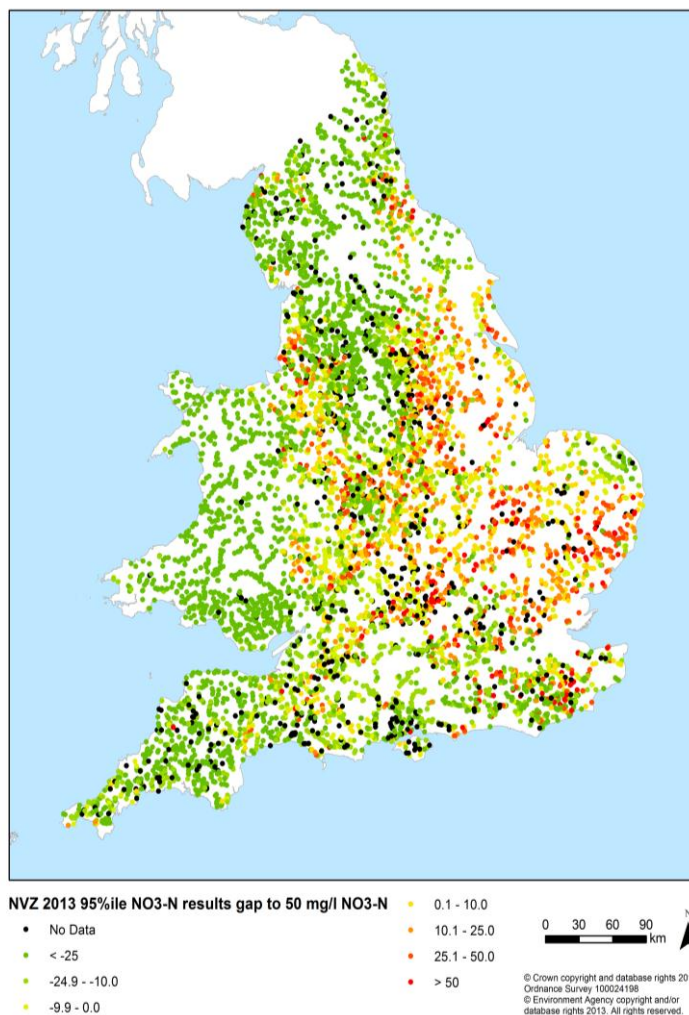 NVZ 2013 95%ile NO3-N results gap to 50 mg/l NO3-N
No Data
< -25
-24.9 - -10.0
-9.9 - 0.0
0.1 - 10.0
10.1 - 25.0
25.1 - 50.0
> 50
0 30 60 90
km
N
© Crown copyright and database rights 20
Ordnance Survey 100024198
© Environment Agency copyright and/or
database rights 2013. All rights reserved.